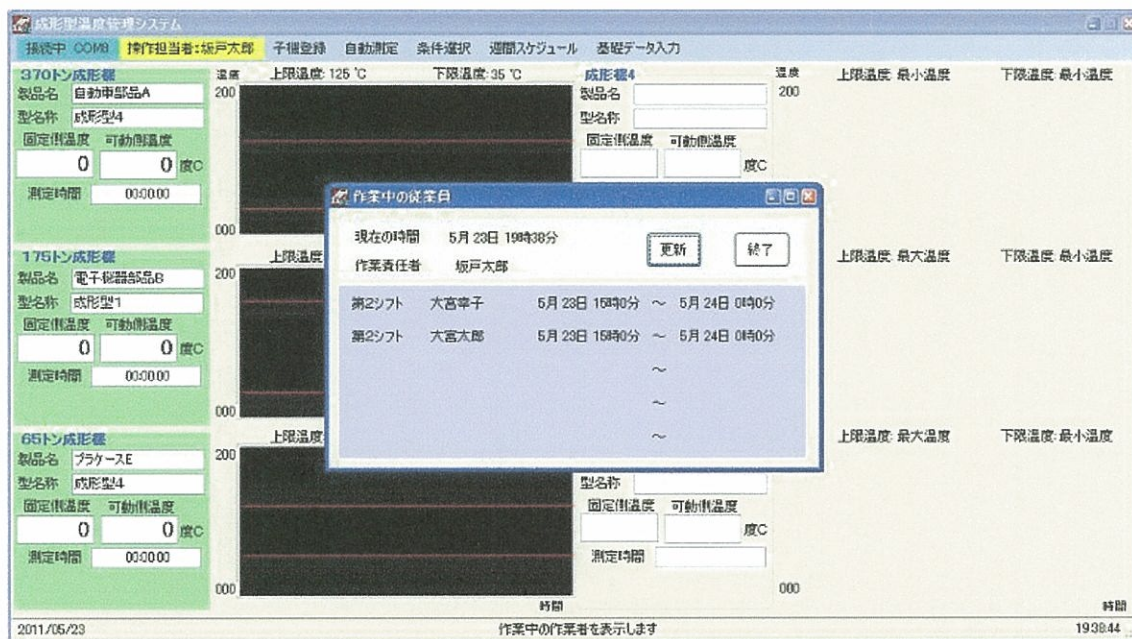 成形型温度管理システム
接続中 COM8 操作担当者:坂戸太郎 子機登録 自動測定 条件選択 週間スケジュール 基礎データ入力
370トン成形機
製品名 自動車部品A
型名称 成形型4
固定側温度 可動側温度
0 0 度C
測定時間 00:00:00
温度 上限温度: 125 ℃ 下限温度: 35 ℃
200
000
成形機4
製品名
型名称
固定側温度 可動側温度
度C
温度 上限温度: 最小温度 下限温度: 最小温度
200
175トン成形機
製品名 電子機器部品B
型名称 成形型1
固定側温度 可動側温度
0 0 度C
測定時間 00:00:00
上限温度
200
000
上限温度: 最大温度 下限温度: 最小温度
65トン成形機
製品名 プラケースE
型名称 成形型4
固定側温度 可動側温度
0 0 度C
測定時間 00:00:00
上限温度
200
000
時間
型名称
固定側温度 可動側温度
度C
測定時間
上限温度: 最大温度 下限温度: 最小温度
000
時間
作業中の従業員
現在の時間 5月 23日 19時38分
作業責任者 坂戸太郎
更新 終了
第2シフト 大宮幸子 5月 23日 15時0分 ～ 5月 24日 0時0分
第2シフト 大宮太郎 5月 23日 15時0分 ～ 5月 24日 0時0分
～
～
～
2011/05/23 作業中の作業者を表示します 19:38:44